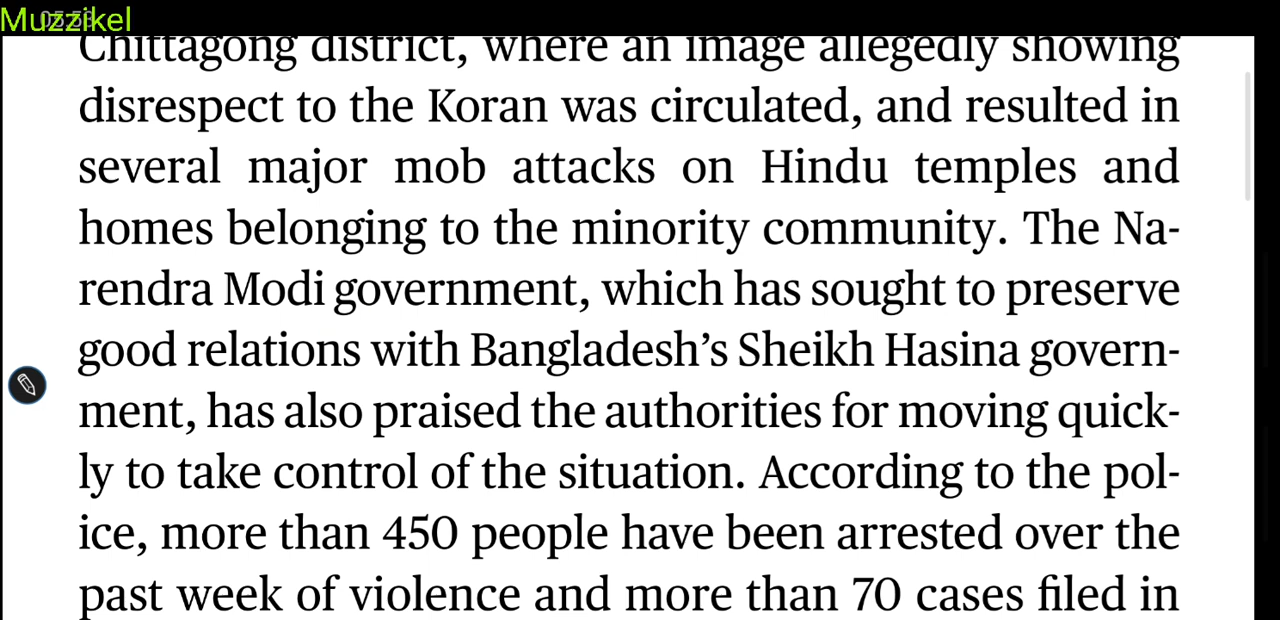 Muzzikel
Chittagong district, where an image allegedly showing
disrespect to the Koran was circulated, and resulted in
several major mob attacks on Hindu temples and
homes belonging to the minority community. The Na-
rendra Modi government, which has sought to preserve
good relations with Bangladesh’s Sheikh Hasina govern-
ment, has also praised the authorities for moving quick-
ly to take control of the situation. According to the pol-
ice, more than 450 people have been arrested over the
past week of violence and more than 70 cases filed in